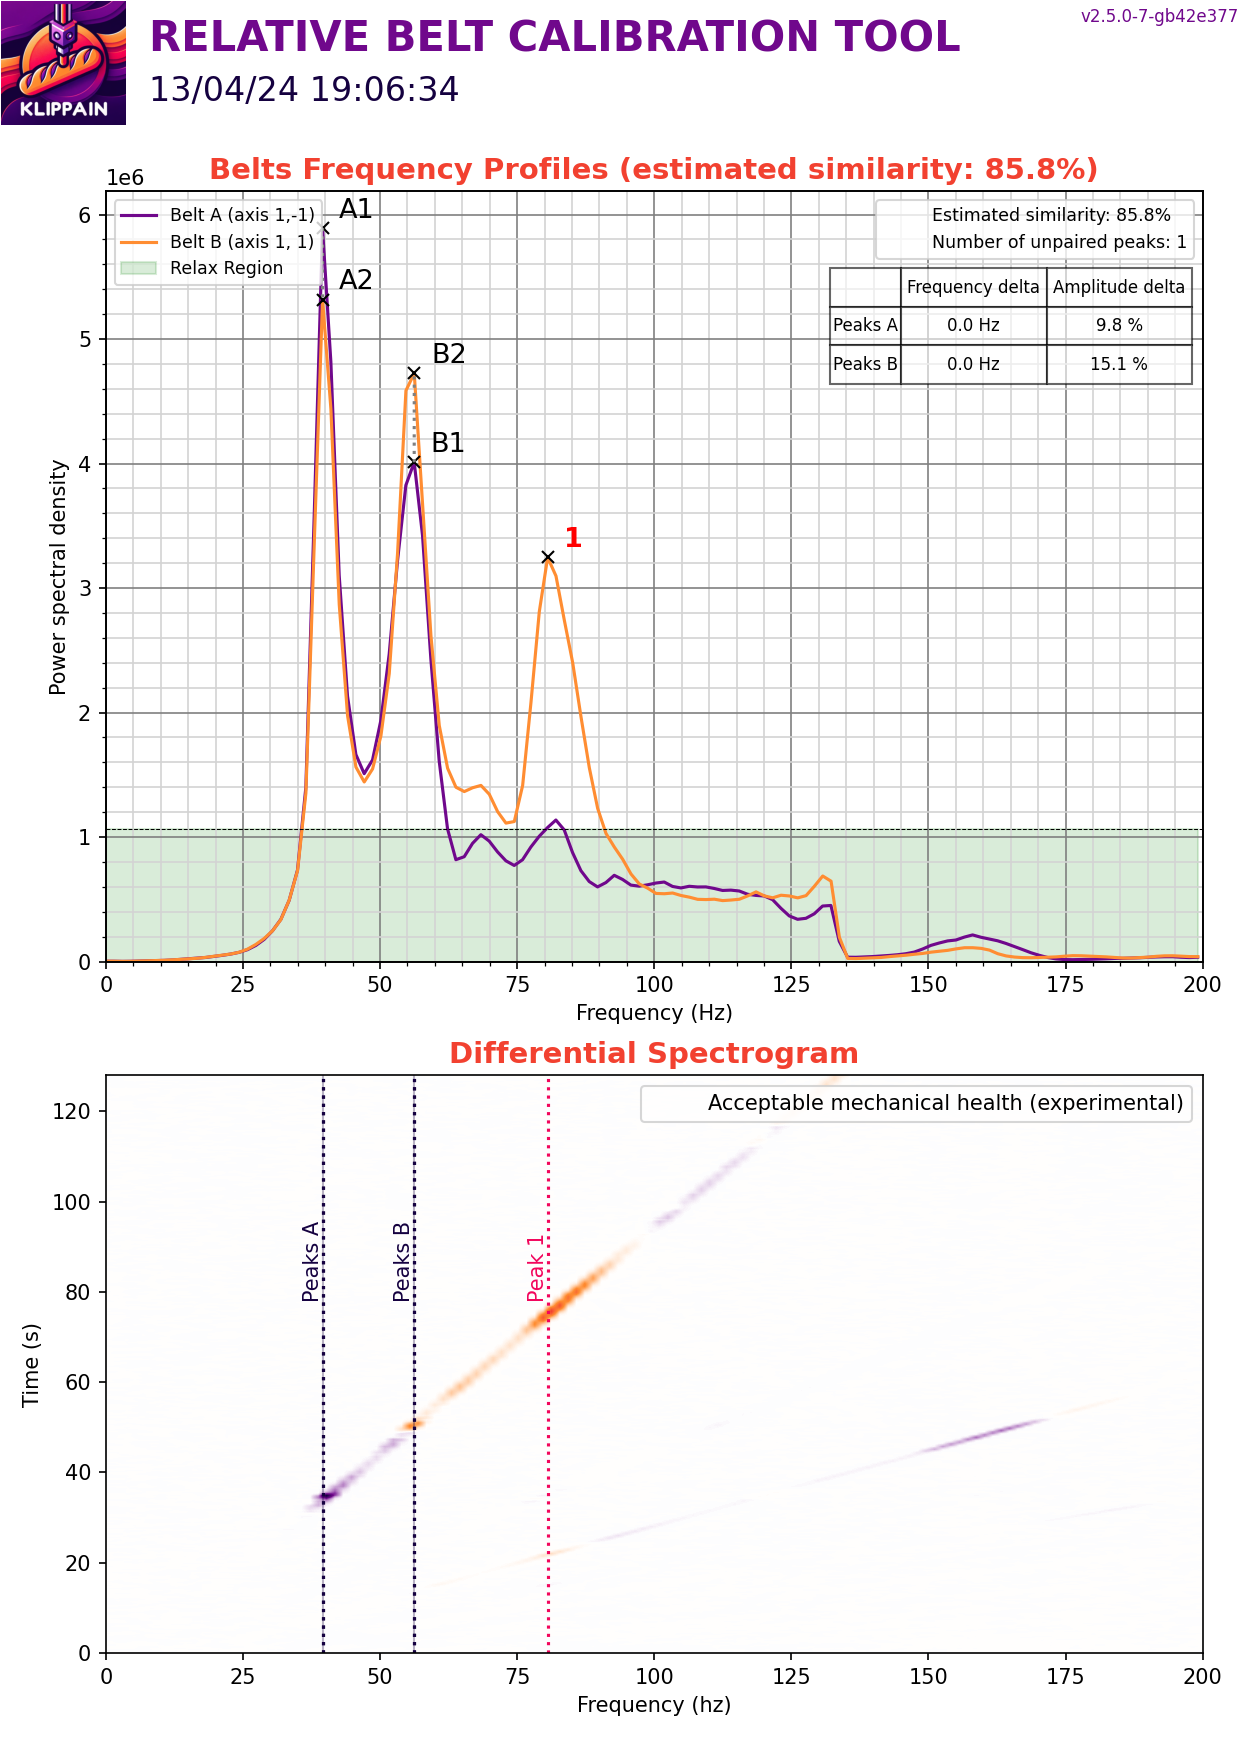 v2.5.0-7-gb42e377
RELATIVE BELT CALIBRATION TOOL
13/04/24 19:06:34
KLIPPAIN
Belts Frequency Profiles (estimated similarity: 85.8%)
1e6
Belt A (axis 1,-1)
Belt B (axis 1, 1)
Relax Region
A1
A2
B2
B1
1
Estimated similarity: 85.8%
Number of unpaired peaks: 1
Frequency delta Amplitude delta
Peaks A 0.0 Hz 9.8 %
Peaks B 0.0 Hz 15.1 %
Power spectral density
6
5
4
3
2
1
0
0 25 50 75 100 125 150 175 200
Frequency (Hz)
Differential Spectrogram
Acceptable mechanical health (experimental)
Peaks A
Peaks B
Peak 1
Time (s)
120
100
80
60
40
20
0
0 25 50 75 100 125 150 175 200
Frequency (hz)